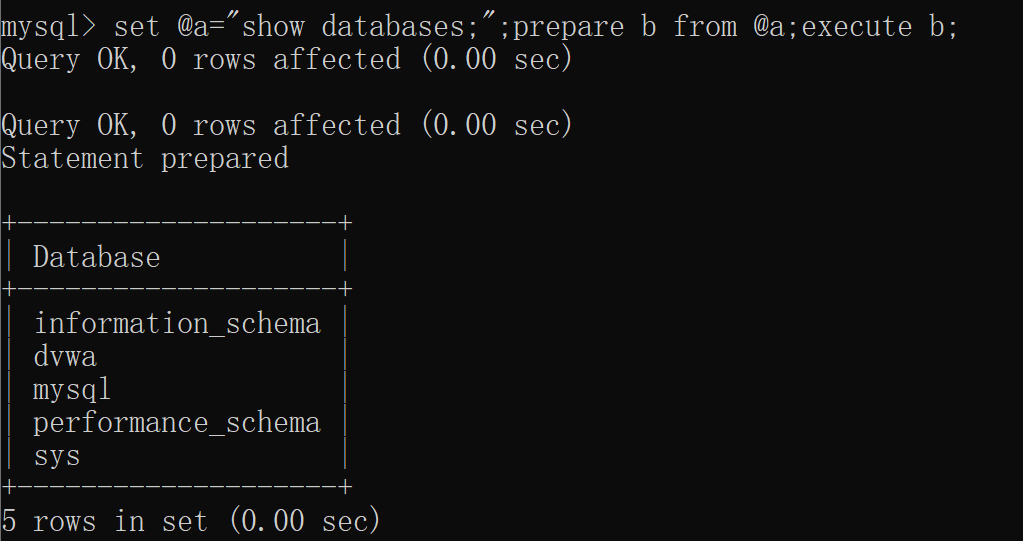 mysql> set @a="show databases;";prepare b from @a;execute b;
Query OK, 0 rows affected (0.00 sec)

Query OK, 0 rows affected (0.00 sec)
Statement prepared

+--------------------+
| Database           |
+--------------------+
| information_schema |
| dvwa               |
| mysql              |
| performance_schema |
| sys                |
+--------------------+
5 rows in set (0.00 sec)